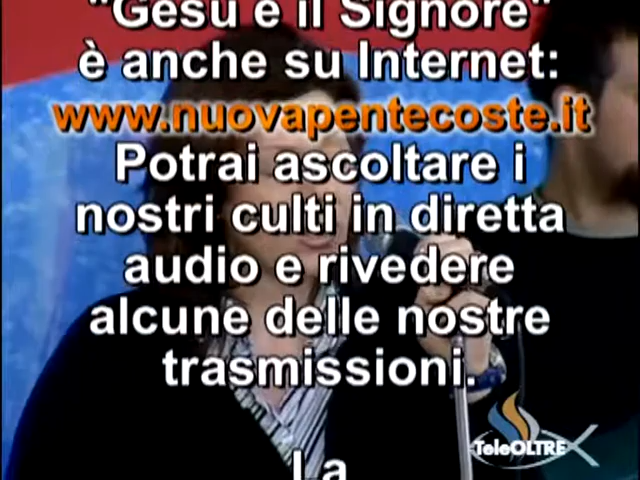 "Gesù è il Signore"
è anche su Internet:
www.nuovapentecoste.it
Potrai ascoltare i
nostri culti in diretta
audio e rivedere
alcune delle nostre
trasmissioni.
La
TeleOLTRE